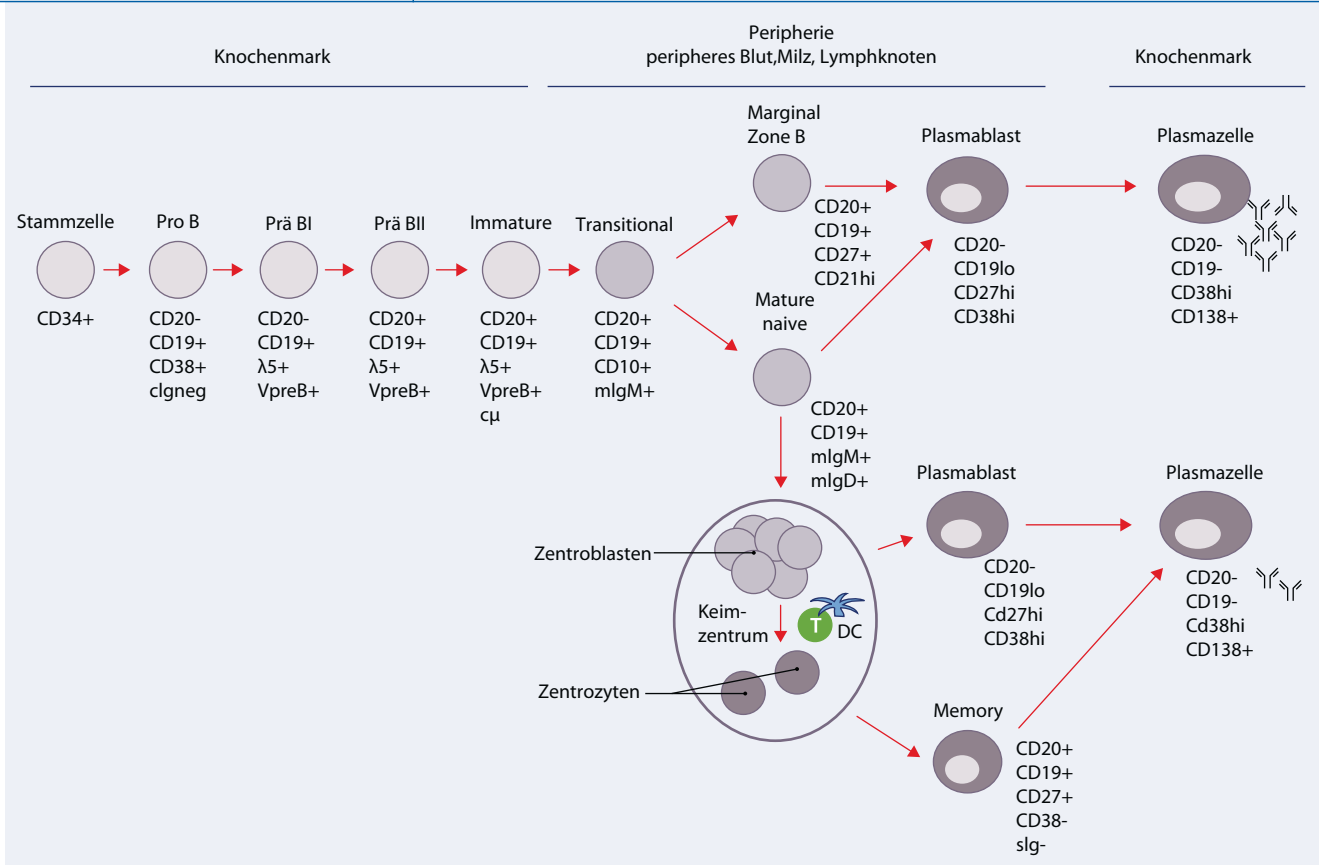 Knochenmark
Peripherie
peripheres Blut,Milz, Lymphknoten
Knochenmark
Stammzelle
CD34+
Pro B
CD20-
CD19+
CD38+
cIgneg
Prä BI
CD20-
CD19+
λ5+
VpreB+
Prä BII
CD20+
CD19+
λ5+
VpreB+
Immature
CD20+
CD19+
λ5+
VpreB+
cμ
Transitional
CD20+
CD19+
CD10+
mIgM+
Marginal
Zone B
CD20+
CD19+
CD27+
CD21hi
Plasmablast
CD20-
CD19lo
CD27hi
CD38hi
Plasmazelle
CD20-
CD19-
CD38hi
CD138+
Mature
naive
CD20+
CD19+
mIgM+
mIgD+
Zentroblasten
Keim-
zentrum
T
DC
Zentrozyten
Plasmablast
CD20-
CD19lo
Cd27hi
CD38hi
Plasmazelle
CD20-
CD19-
Cd38hi
CD138+
Memory
CD20+
CD19+
CD27+
CD38-
sIg-